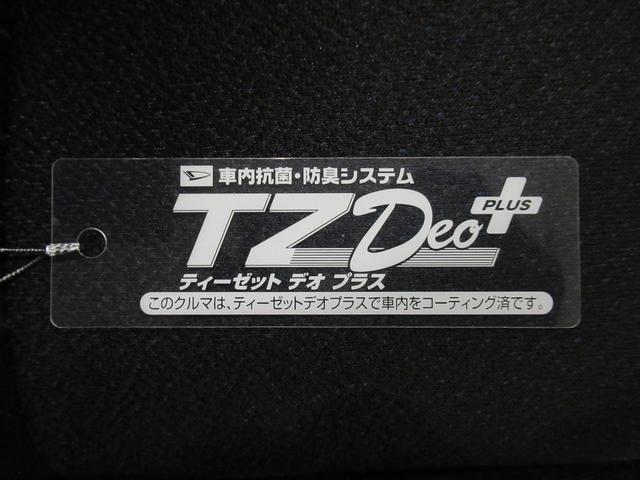 車内抗菌・防臭システム
TZDeo
PLUS
ティーゼット デオ プラス
このクルマは、ティーゼットデオプラスで車内をコーティング済です。